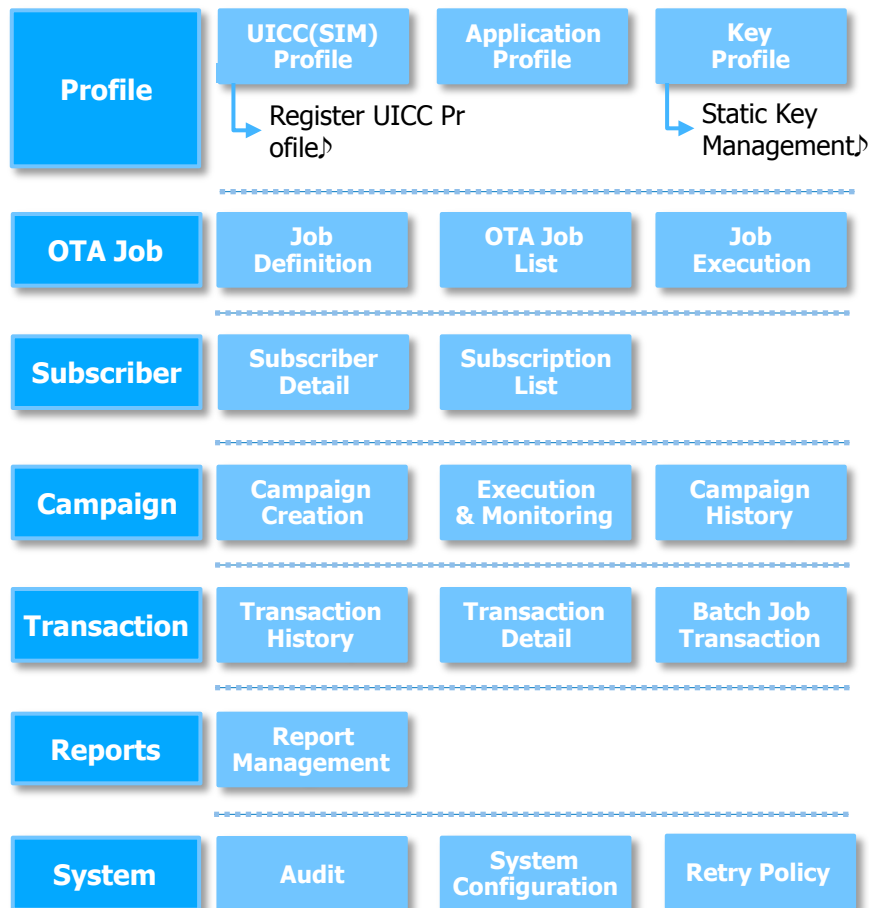 Profile
UICC(SIM)
Profile
Application
Profile
Key
Profile
Register UICC Pr
ofile♪
Static Key
Management♪
OTA Job
Job
Definition
OTA Job
List
Job
Execution
Subscriber
Subscriber
Detail
Subscription
List
Campaign
Campaign
Creation
Execution
& Monitoring
Campaign
History
Transaction
Transaction
History
Transaction
Detail
Batch Job
Transaction
Reports
Report
Management
System
Audit
System
Configuration
Retry Policy